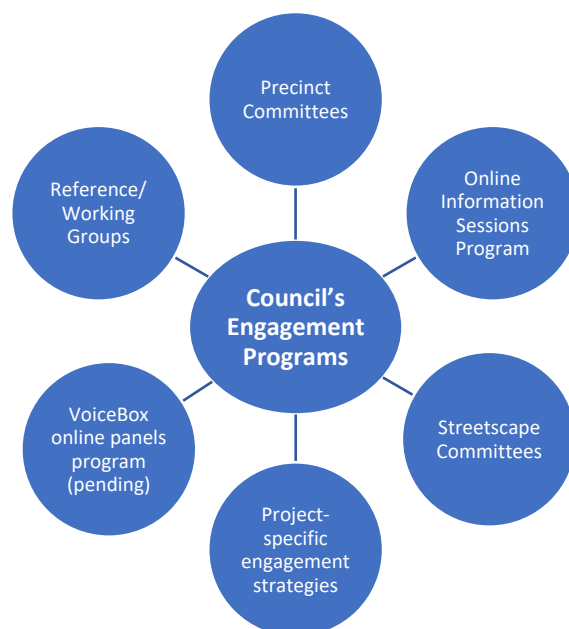 Precinct
Committees
Online
Information
Sessions
Program
Streetscape
Committees
Project-
specific
engagement
strategies
VoiceBox
online panels
program
(pending)
Reference/
Working
Groups
Council's
Engagement
Programs